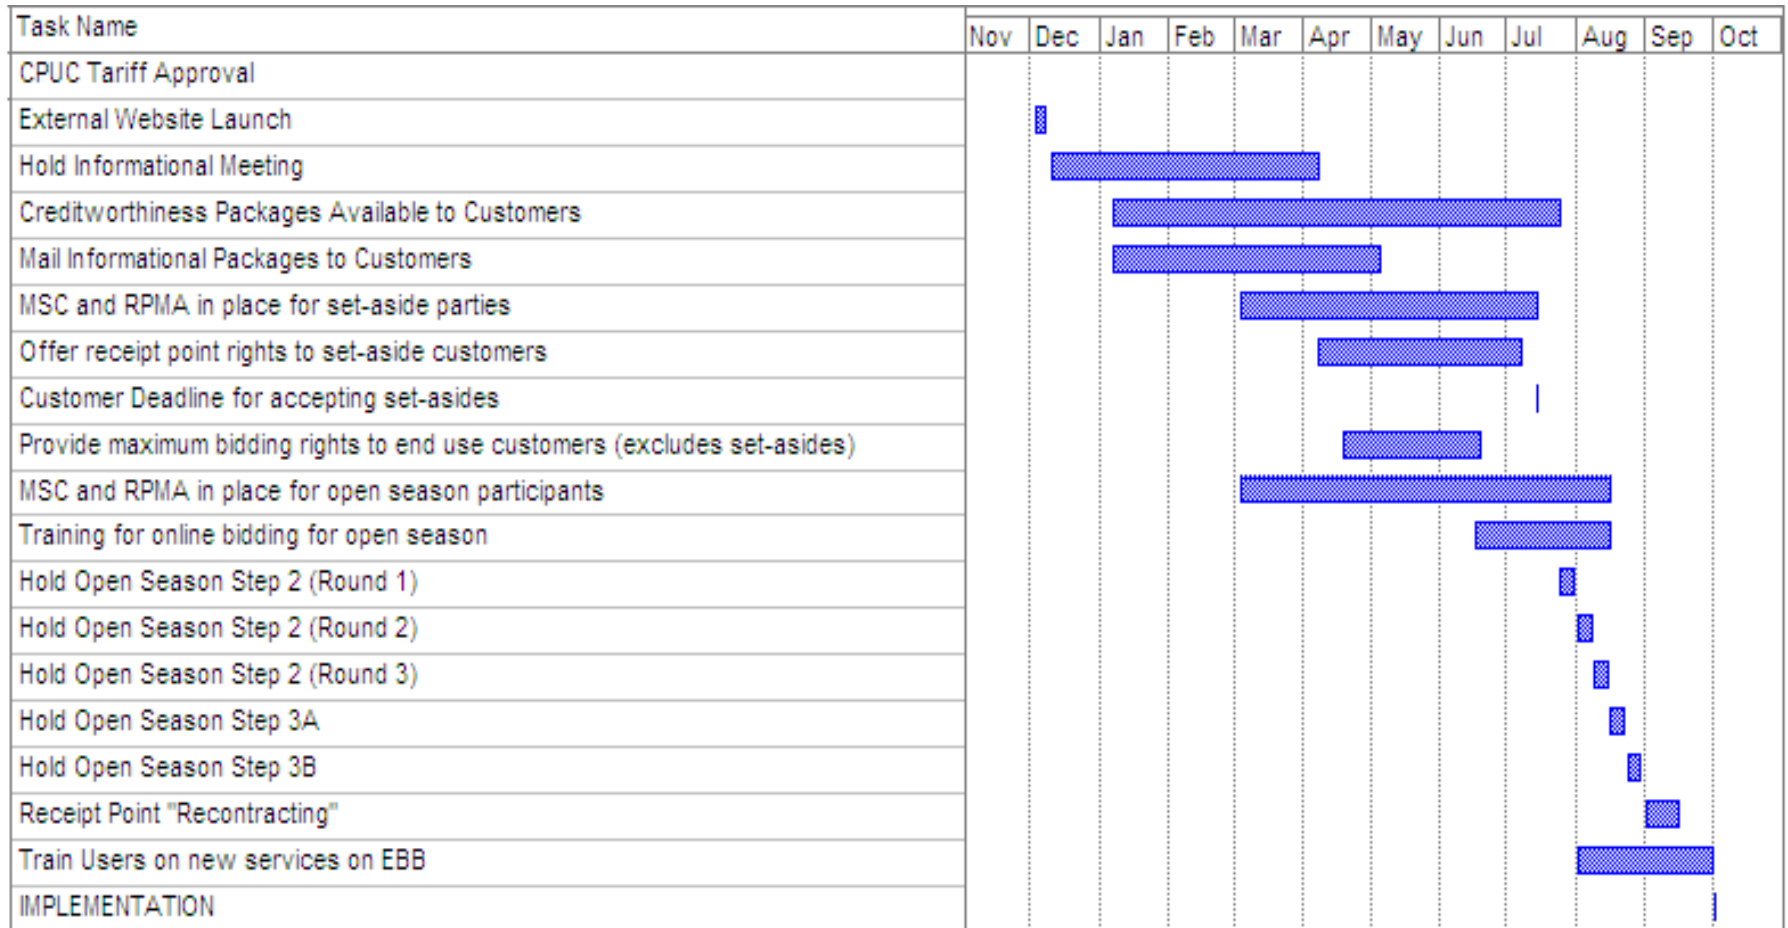 Task Name
Nov Dec Jan Feb Mar Apr May Jun Jul Aug Sep Oct
CPUC Tariff Approval
External Website Launch
Hold Informational Meeting
Creditworthiness Packages Available to Customers
Mail Informational Packages to Customers
MSC and RPMA in place for set-aside parties
Offer receipt point rights to set-aside customers
Customer Deadline for accepting set-asides
Provide maximum bidding rights to end use customers (excludes set-asides)
MSC and RPMA in place for open season participants
Training for online bidding for open season
Hold Open Season Step 2 (Round 1)
Hold Open Season Step 2 (Round 2)
Hold Open Season Step 2 (Round 3)
Hold Open Season Step 3A
Hold Open Season Step 3B
Receipt Point "Recontracting"
Train Users on new services on EBB
IMPLEMENTATION